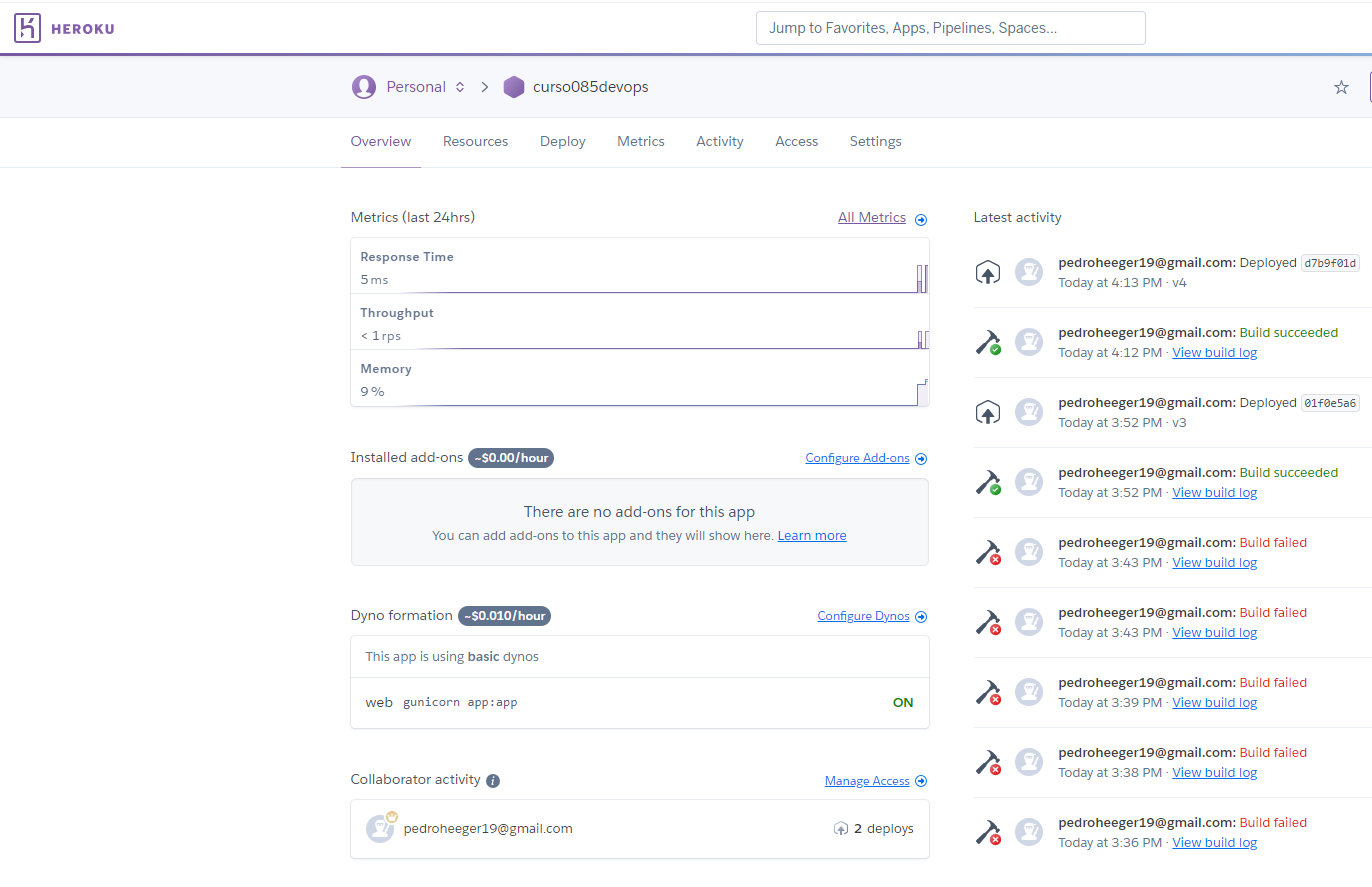 HEROKU
Jump to Favorites, Apps, Pipelines, Spaces...
Personal
curso085devops
Overview Resources Deploy Metrics Activity Access Settings
Metrics (last 24hrs) All Metrics
Response Time
5 ms
Throughput
< 1 rps
Memory
9 %
Installed add-ons ~$0.00/hour Configure Add-ons
There are no add-ons for this app
You can add add-ons to this app and they will show here. Learn more
Dyno formation ~$0.010/hour Configure Dynos
This app is using basic dynos
web gunicorn app:app ON
Collaborator activity i Manage Access
pedroheeger19@gmail.com 2 deploys
Latest activity
pedroheeger19@gmail.com: Deployed d7b9f01d
Today at 4:13 PM · v4
pedroheeger19@gmail.com: Build succeeded
Today at 4:12 PM · View build log
pedroheeger19@gmail.com: Deployed 01f0e5a6
Today at 3:52 PM · v3
pedroheeger19@gmail.com: Build succeeded
Today at 3:52 PM · View build log
pedroheeger19@gmail.com: Build failed
Today at 3:43 PM · View build log
pedroheeger19@gmail.com: Build failed
Today at 3:43 PM · View build log
pedroheeger19@gmail.com: Build failed
Today at 3:39 PM · View build log
pedroheeger19@gmail.com: Build failed
Today at 3:38 PM · View build log
pedroheeger19@gmail.com: Build failed
Today at 3:36 PM · View build log